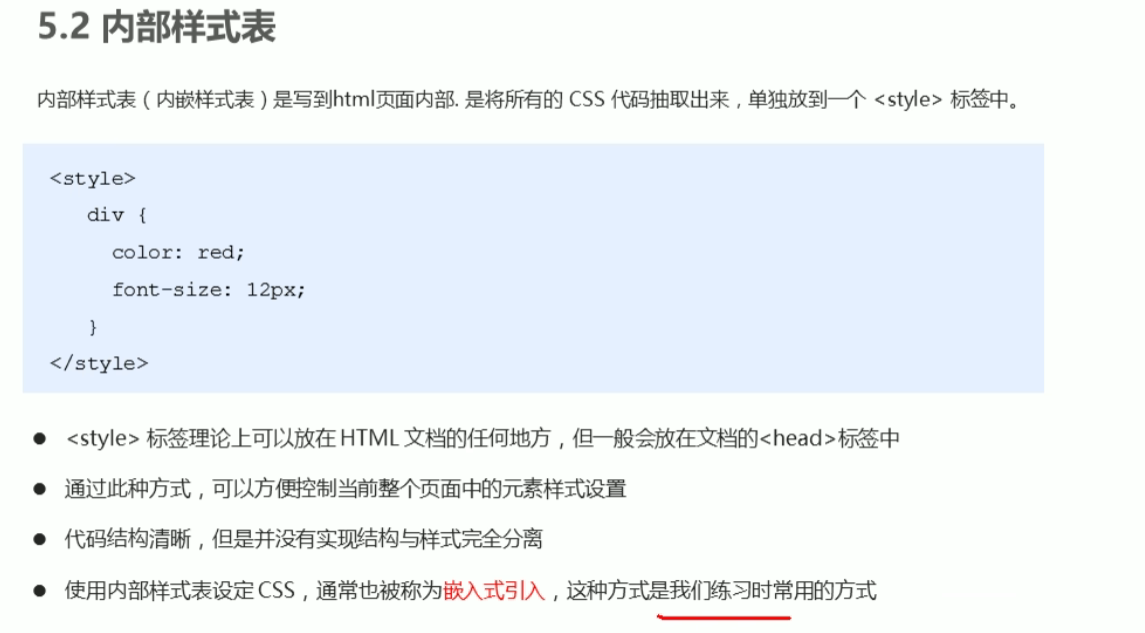 5.2 内部样式表
内部样式表（内嵌样式表）是写到html页面内部. 是将所有的 CSS 代码抽取出来，单独放到一个 <style> 标签中。
<style>
div {
color: red;
font-size: 12px;
}
</style>
● <style> 标签理论上可以放在 HTML 文档的任何地方，但一般会放在文档的<head>标签中
● 通过此种方式，可以方便控制当前整个页面中的元素样式设置
● 代码结构清晰，但是并没有实现结构与样式完全分离
● 使用内部样式表设定 CSS，通常也被称为嵌入式引入，这种方式是我们练习时常用的方式